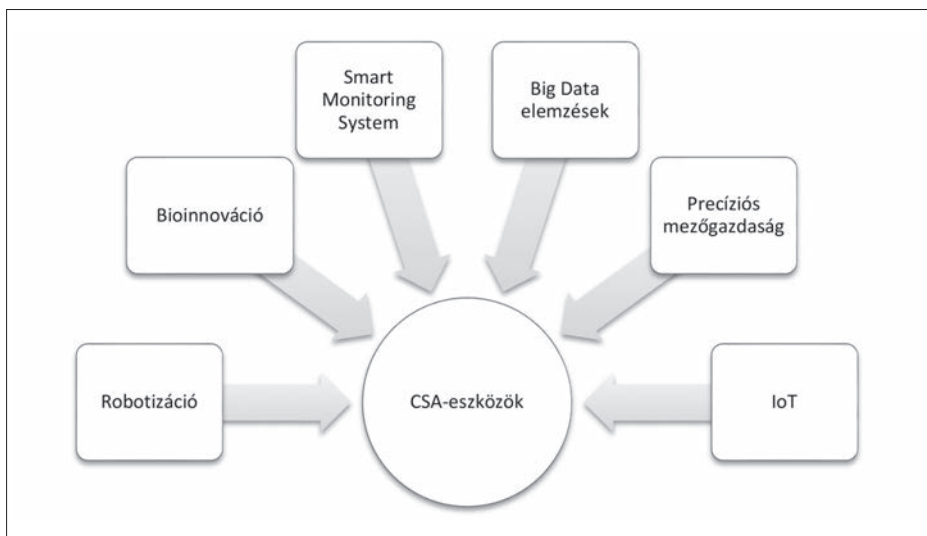 Smart
Monitoring
System
Big Data
elemzések
Bioinnováció
Precíziós
mezőgazdaság
Robotizáció
CSA-eszközök
IoT